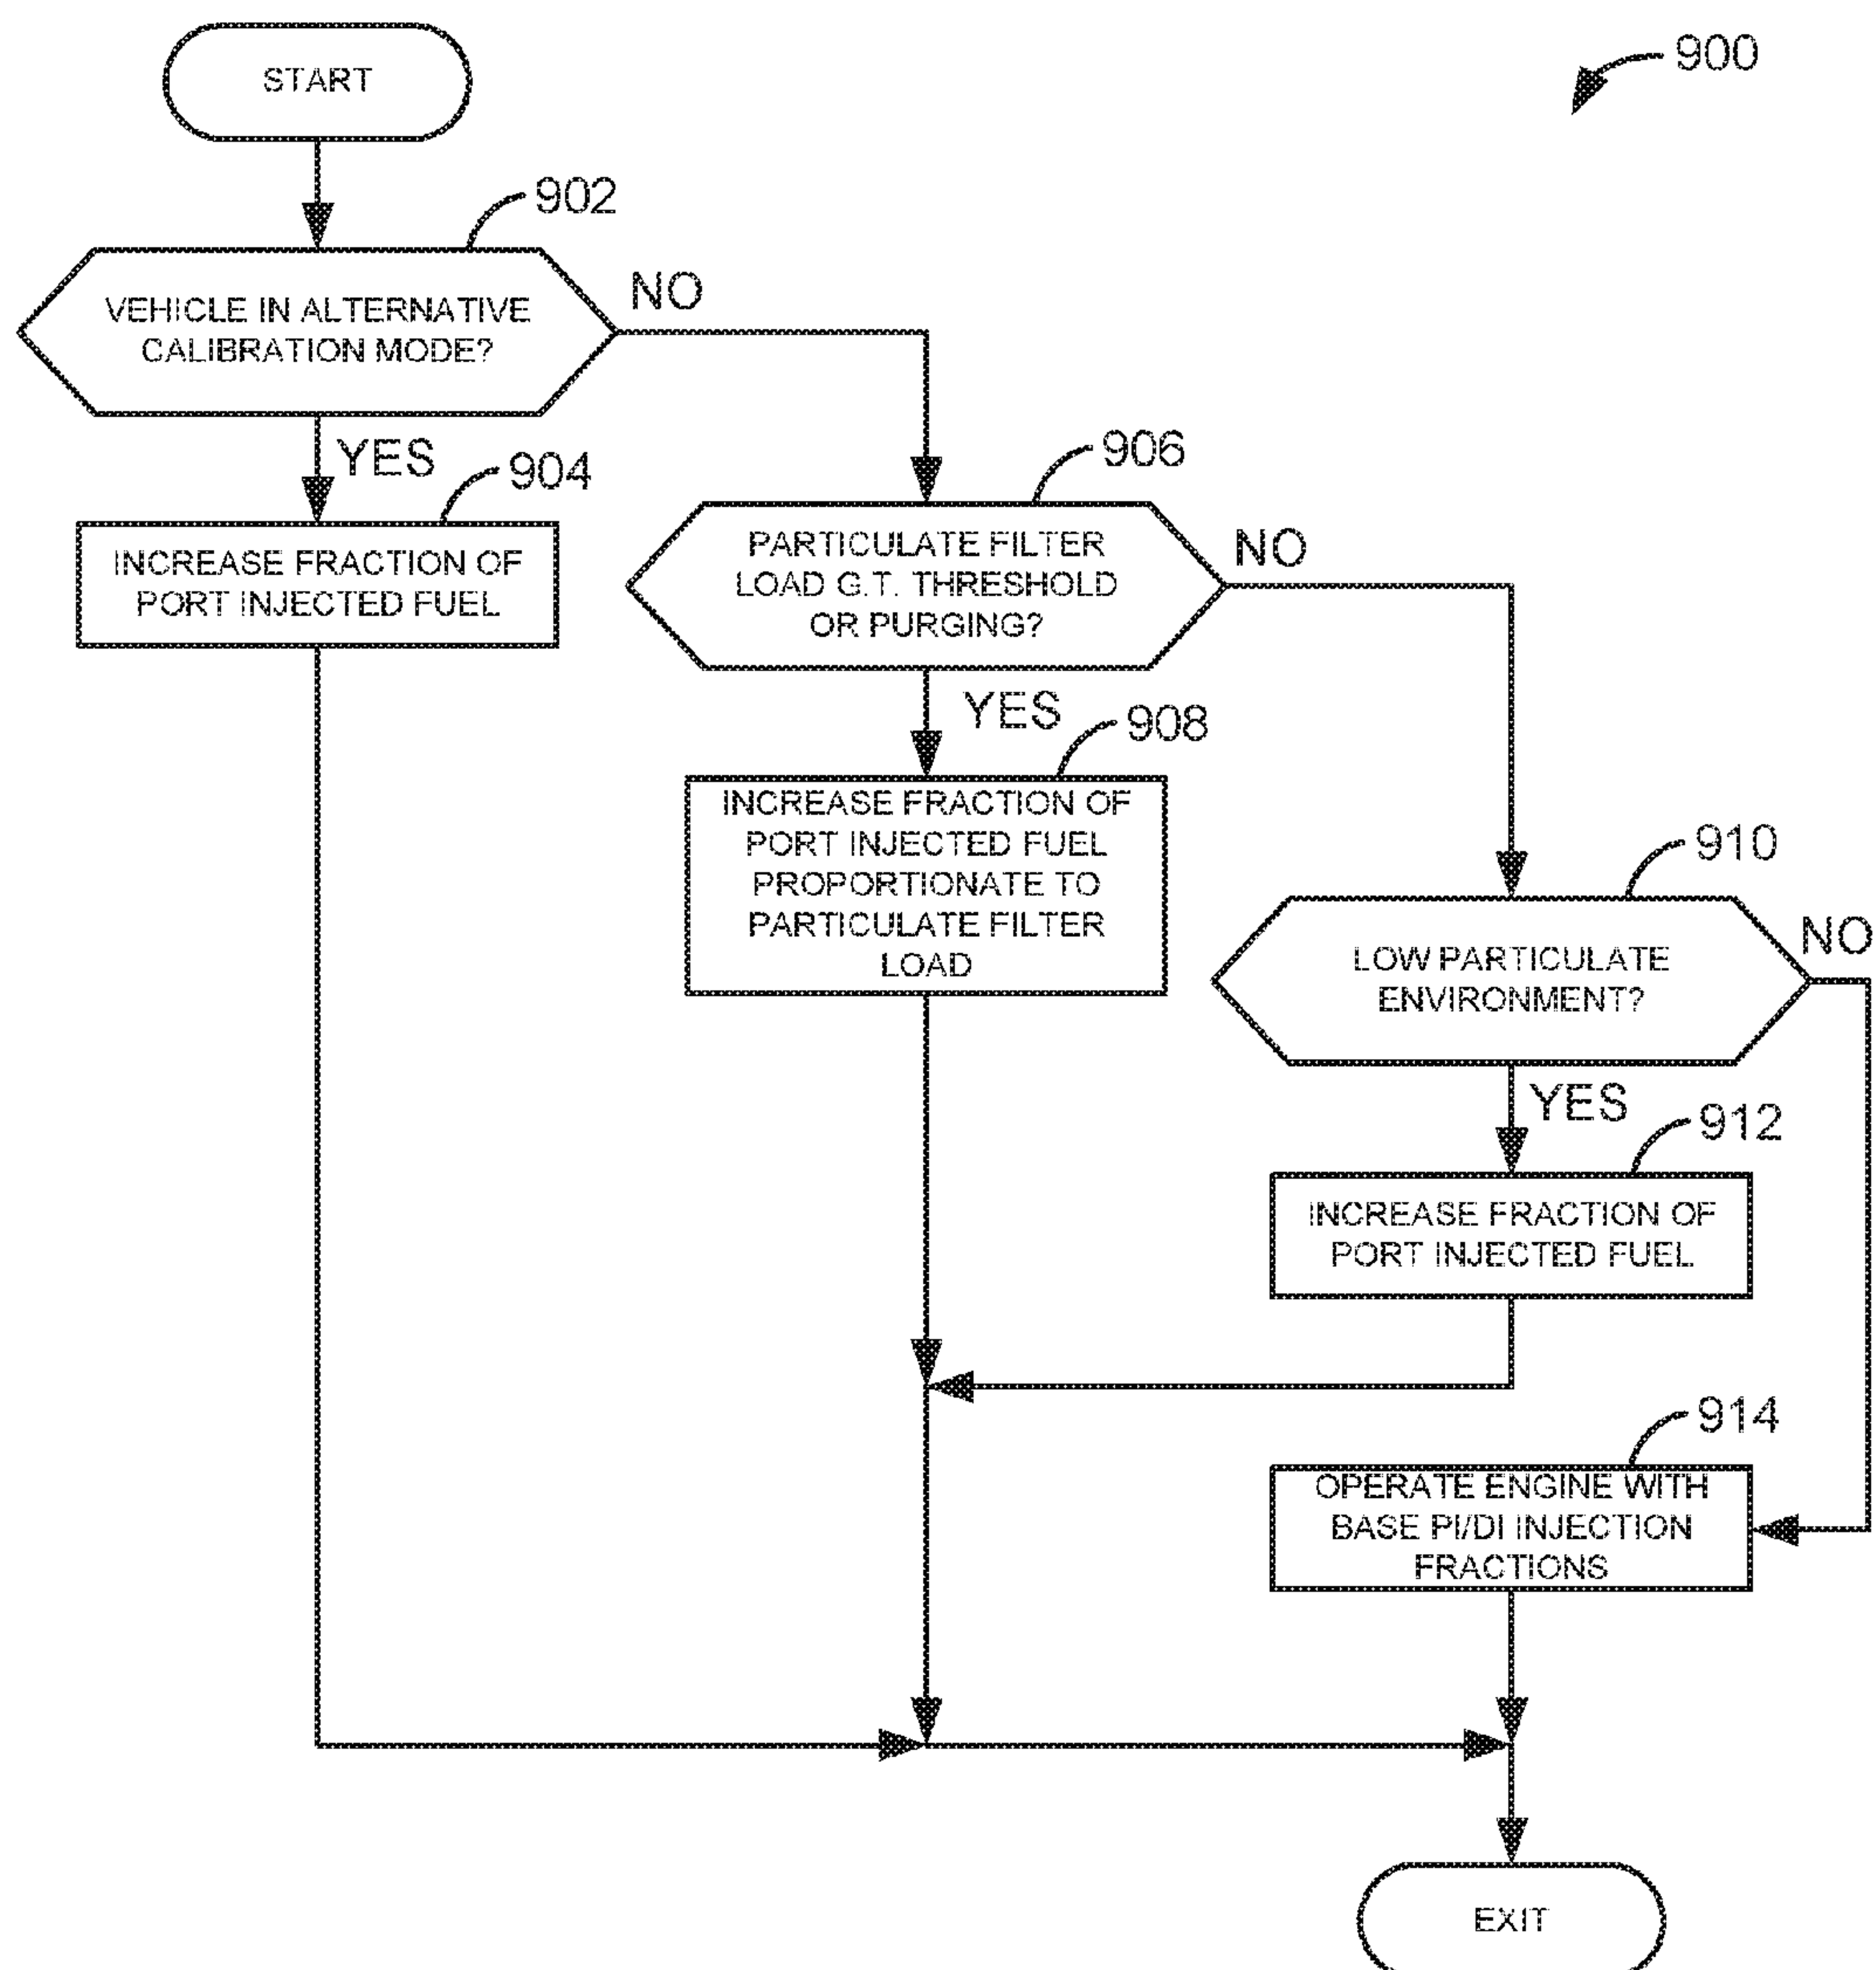 START
900
902
VEHICLE IN ALTERNATIVE
CALIBRATION MODE?
NO
YES
904
INCREASE FRACTION OF
PORT INJECTED FUEL
906
PARTICULATE FILTER
LOAD G.T. THRESHOLD
OR PURGING?
NO
YES
908
INCREASE FRACTION OF
PORT INJECTED FUEL
PROPORTIONATE TO
PARTICULATE FILTER
LOAD
910
LOW PARTICULATE
ENVIRONMENT?
NO
YES
912
INCREASE FRACTION OF
PORT INJECTED FUEL
914
OPERATE ENGINE WITH
BASE PI/DI INJECTION
FRACTIONS
EXIT